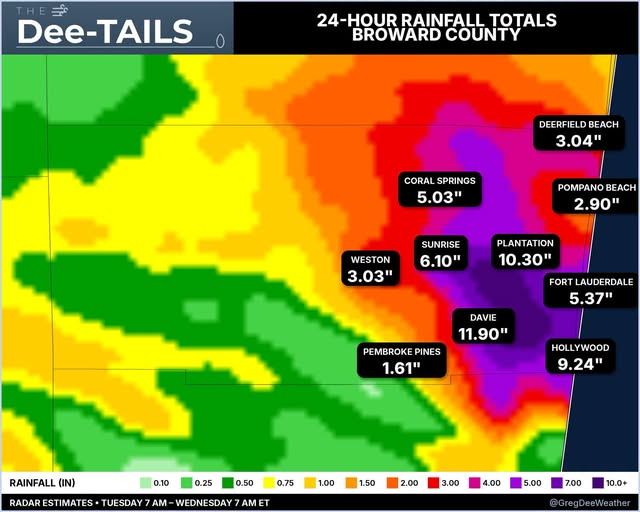 THE
Dee-TAILS
24-HOUR RAINFALL TOTALS
BROWARD COUNTY
DEERFIELD BEACH
3.04"
CORAL SPRINGS
5.03"
POMPANO BEACH
2.90"
SUNRISE
6.10"
PLANTATION
10.30"
WESTON
3.03"
FORT LAUDERDALE
5.37"
DAVIE
11.90"
PEMBROKE PINES
1.61"
HOLLYWOOD
9.24"
RAINFALL (IN) 0.10 0.25 0.50 0.75 1.00 1.50 2.00 3.00 4.00 5.00 7.00 10.0+
RADAR ESTIMATES • TUESDAY 7 AM – WEDNESDAY 7 AM ET @GregDeeWeather